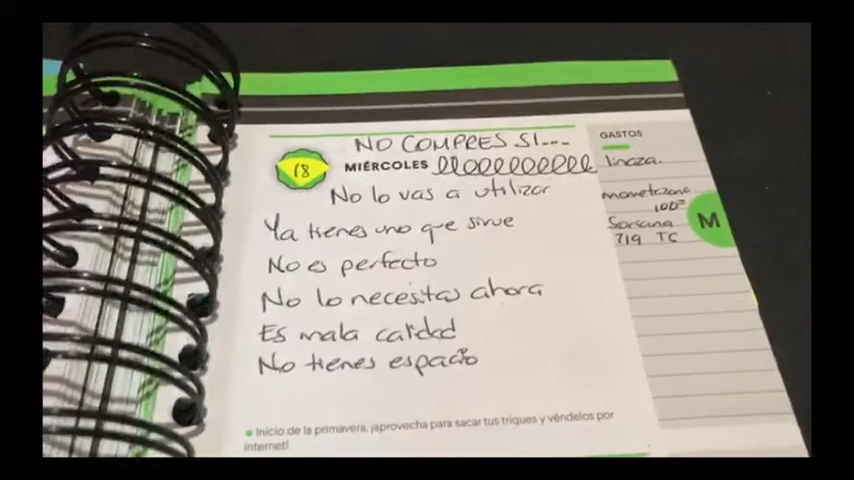 NO COMPRES SI---
18 MIÉRCOLES
No lo vas a utilizar
Ya tienes uno que sirve
No es perfecto
No lo necesitas ahora
Es mala calidad
No tienes espacio
Inicio de la primavera, ¡aprovecha para sacar tus triques y véndelos por
internet!
GASTOS
linaza.
100=
Soriana
719 TC
M